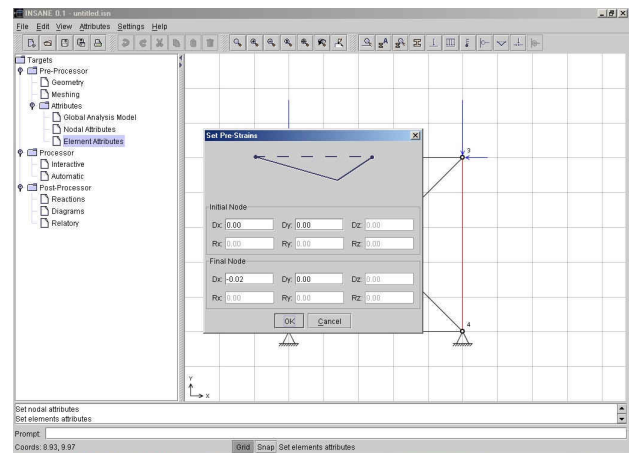 INSANE 0.1 - untitled.isn
File Edit View Attributes Settings Help
Targets
Pre-Processor
Geometry
Meshing
Attributes
Global Analysis Model
Nodal Attributes
Element Attributes
Processor
Interactive
Automatic
Post-Processor
Reactions
Diagrams
Relatory
Set Pre-Strains
Initial Node
Dx: 0.00 Dy: 0.00 Dz: 0.00
Rx: 0.00 Ry: 0.00 Rz: 0.00
Final Node
Dx: -0.02 Dy: 0.00 Dz: 0.00
Rx: 0.00 Ry: 0.00 Rz: 0.00
OK Cancel
3
4
Y
X
Set nodal attributes
Set elements attributes
Prompt:
Coords: 8.93, 9.97 Grid Snap Set elements attributes